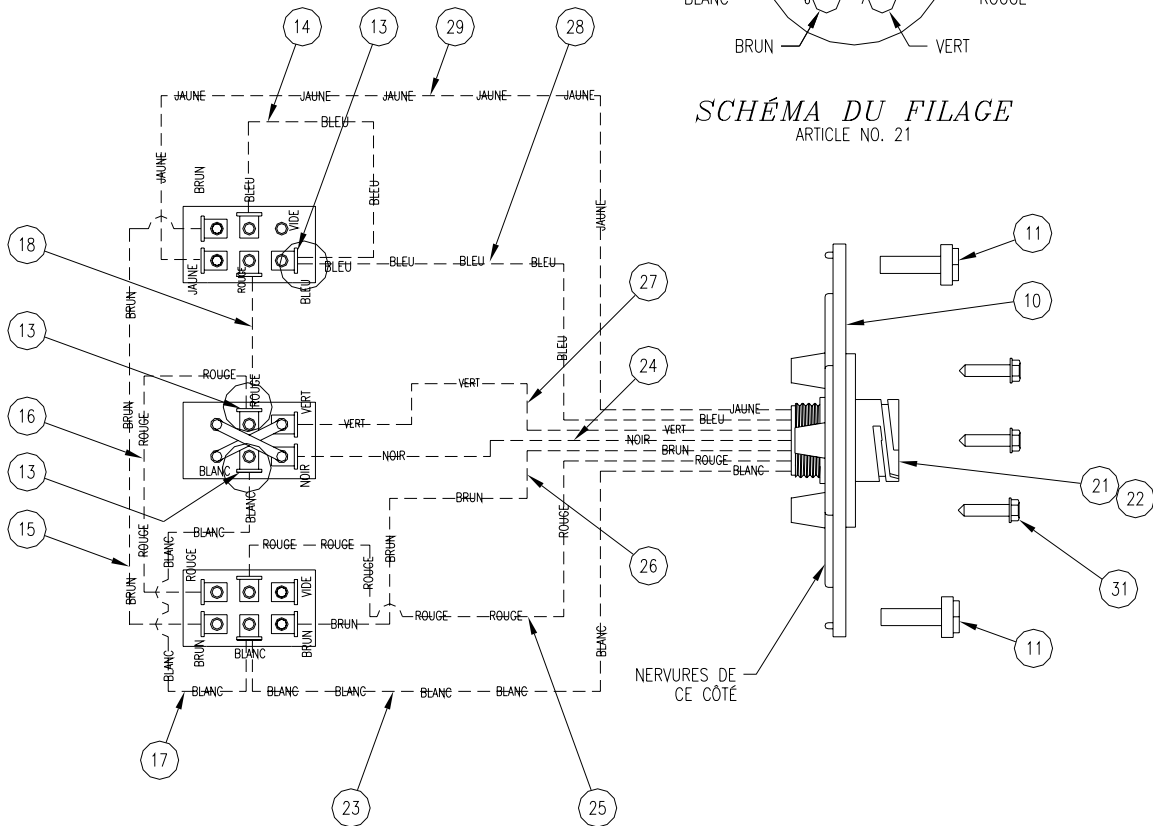 BLANC
ROUGE
BRUN
VERT
SCHÉMA DU FILAGE
ARTICLE NO. 21
14
29
13
28
JAUNE JAUNE JAUNE JAUNE JAUNE
BLEU
JAUNE
BRUN
BLEU
BLEU
VIDE
JAUNE
18
JAUNE
ROUGE
BLEU
BLEU BLEU BLEU BLEU
11
BRUN
27
10
13
BLEU
24
ROUGE
ROUGE
VERT
VERT
16
ROUGE
VERT
JAUNE
BLEU
VERT
NOIR
BRUN
ROUGE
BLANC
BRUN
NOIR
BLANC
NOIR
13
BLANC
BRUN
21
22
15
ROUGE
BLANC
BLANC
ROUGE
BRUN
ROUGE
26
ROUGE ROUGE
ROUGE
VIDE
31
BRUN
BRUN
BRUN
ROUGE ROUGE
BRUN
BLANC
BLANC
BLANC
11
BLANC
BLANC BLANC BLANC BLANC
NERVURES DE
CE CÔTÉ
17
23
25